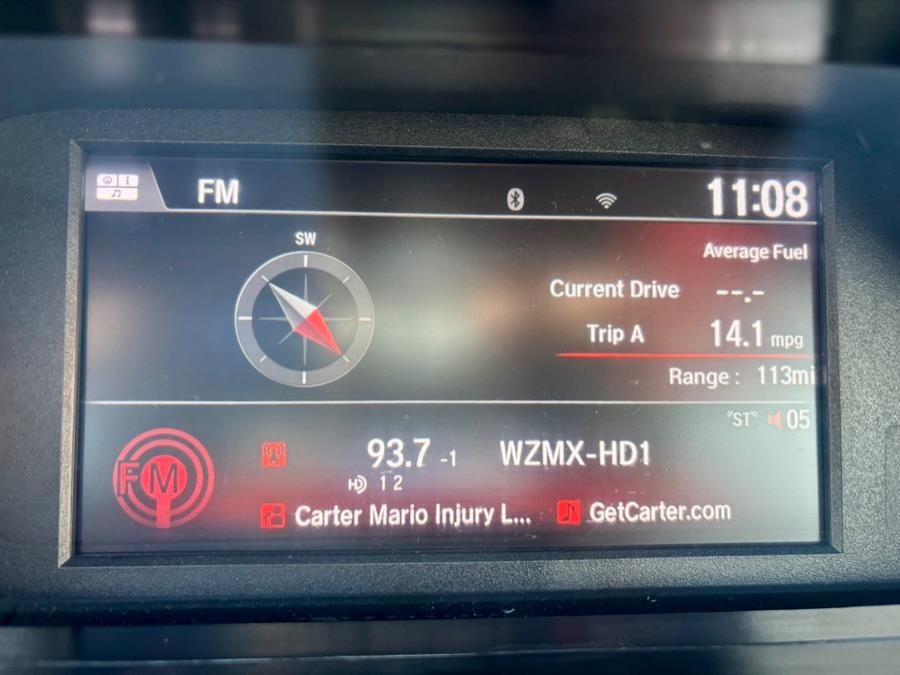 FM 11:08
SW
Average Fuel
Current Drive --.-
Trip A 14.1 mpg
Range : 113mi
"ST" 05
FM
93.7 -1 WZMX-HD1
HD 1 2
Carter Mario Injury L... GetCarter.com